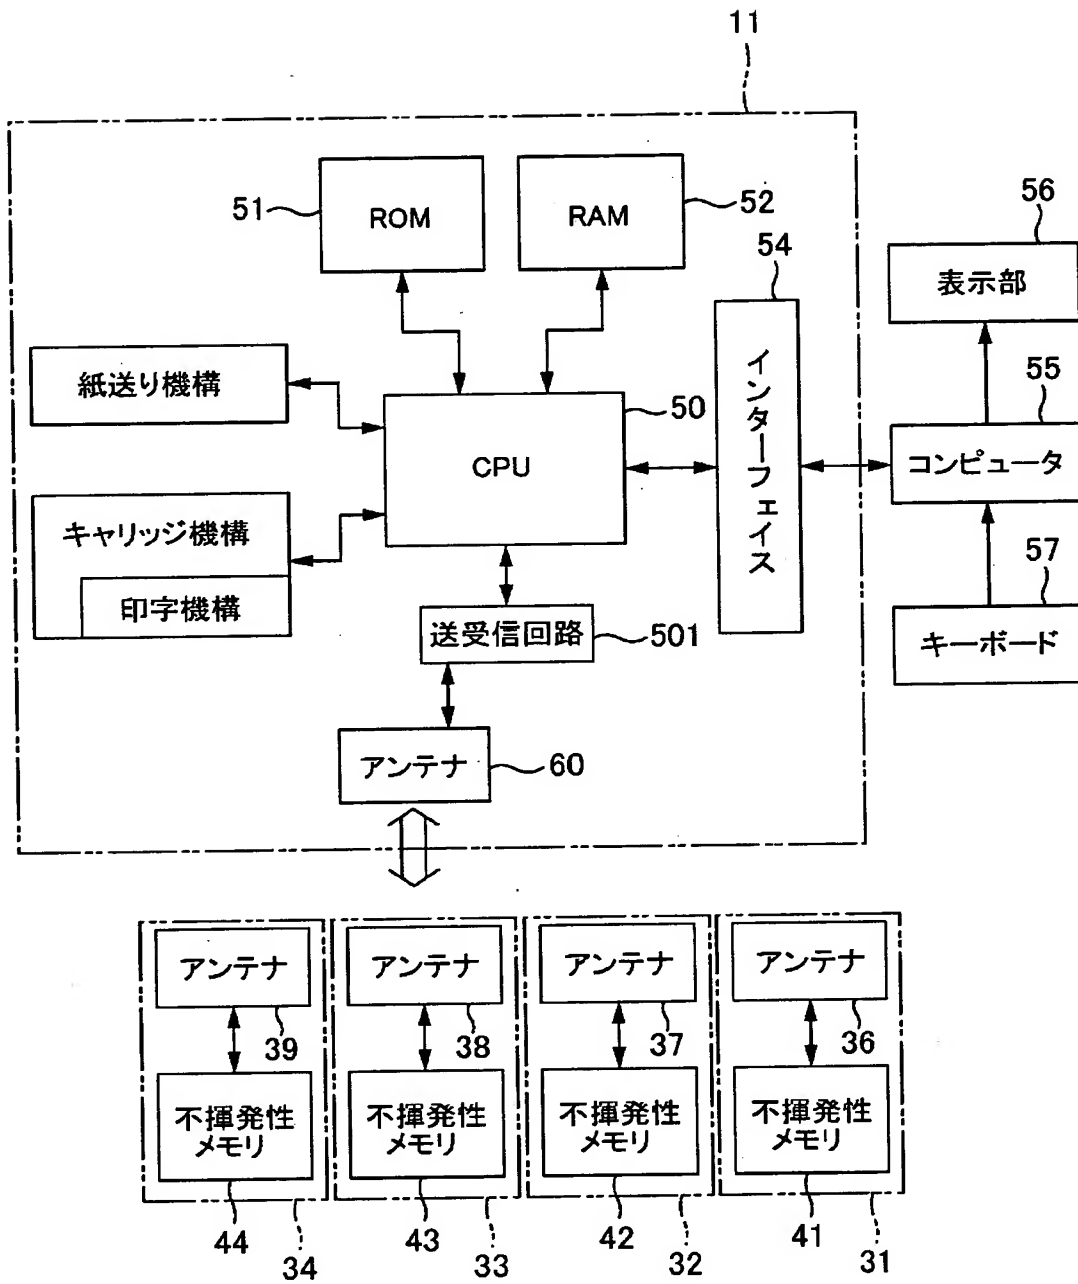 11
51
ROM
RAM
52
54
インターフェイス
56
表示部
紙送り機構
50
CPU
55
コンピュータ
キャリッジ機構
印字機構
57
キーボード
送受信回路
501
アンテナ
60
アンテナ
39
不揮発性
メモリ
44
34
アンテナ
38
不揮発性
メモリ
43
33
アンテナ
37
不揮発性
メモリ
42
32
アンテナ
36
不揮発性
メモリ
41
31